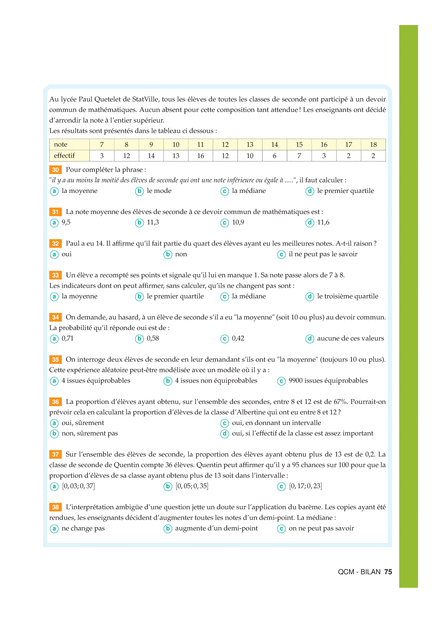 Au lycée Paul Quetelet de StatVille, tous les élèves de toutes les classes de seconde ont participé à un devoir
commun de mathématiques. Aucun absent pour cette composition tant attendue! Les enseignants ont décidé
d'arrondir la note à l'entier supérieur.
Les résultats sont présentés dans le tableau ci dessous :
note 7 8 9 10 11 12 13 14 15 16 17 18
effectif 3 12 14 13 16 12 10 6 7 3 2 2
30 Pour compléter la phrase :
"il y a au moins la moitié des élèves de seconde qui ont une note inférieure ou égale à .....", il faut calculer :
a la moyenne b le mode c la médiane d le premier quartile
31 La note moyenne des élèves de seconde à ce devoir commun de mathématiques est :
a 9,5 b 11,3 c 10,9 d 11,6
32 Paul a eu 14. Il affirme qu'il fait partie du quart des élèves ayant eu les meilleures notes. A-t-il raison ?
a oui b non c il ne peut pas le savoir
33 Un élève a recompté ses points et signale qu'il lui en manque 1. Sa note passe alors de 7 à 8.
Les indicateurs dont on peut affirmer, sans calculer, qu'ils ne changent pas sont :
a la moyenne b le premier quartile c la médiane d le troisième quartile
34 On demande, au hasard, à un élève de seconde s'il a eu "la moyenne" (soit 10 ou plus) au devoir commun.
La probabilité qu'il réponde oui est de :
a 0,71 b 0,58 c 0,42 d aucune de ces valeurs
35 On interroge deux élèves de seconde en leur demandant s'ils ont eu "la moyenne" (toujours 10 ou plus).
Cette expérience aléatoire peut-être modélisée avec un modèle où il y a :
a 4 issues équiprobables b 4 issues non équiprobables c 9900 issues équiprobables
36 La proportion d'élèves ayant obtenu, sur l'ensemble des secondes, entre 8 et 12 est de 67%. Pourrait-on
prévoir cela en calculant la proportion d'élèves de la classe d'Albertine qui ont eu entre 8 et 12 ?
a oui, sûrement c oui, en donnant un intervalle
b non, sûrement pas d oui, si l'effectif de la classe est assez important
37 Sur l'ensemble des élèves de seconde, la proportion des élèves ayant obtenu plus de 13 est de 0,2. La
classe de seconde de Quentin compte 36 élèves. Quentin peut affirmer qu'il y a 95 chances sur 100 pour que la
proportion d'élèves de sa classe ayant obtenu plus de 13 soit dans l'intervalle :
a [0,03; 0,37] b [0,05; 0,35] c [0,17; 0,23]
38 L'interprétation ambigüe d'une question jette un doute sur l'application du barème. Les copies ayant été
rendues, les enseignants décident d'augmenter toutes les notes d'un demi-point. La médiane :
a ne change pas b augmente d'un demi-point c on ne peut pas savoir
QCM - BILAN 75